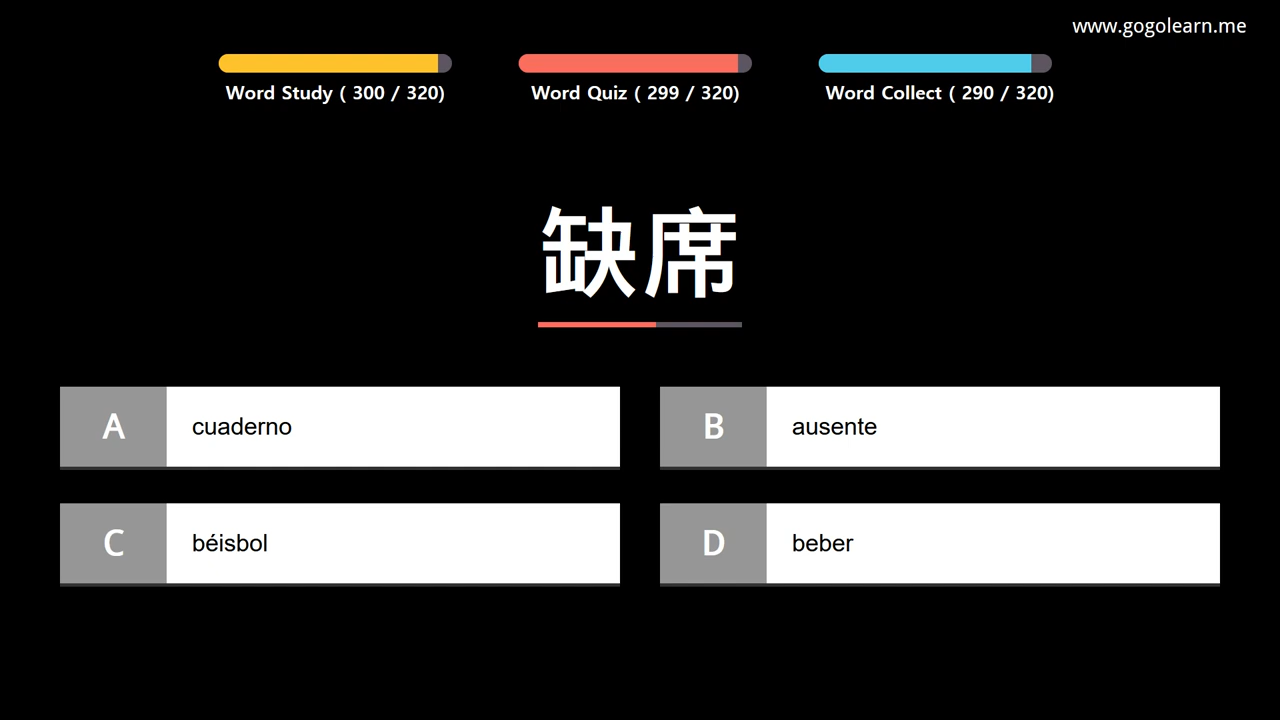 www.gogolearn.me
Word Study ( 300 / 320)
Word Quiz ( 299 / 320)
Word Collect ( 290 / 320)
缺席
A cuaderno
B ausente
C béisbol
D beber